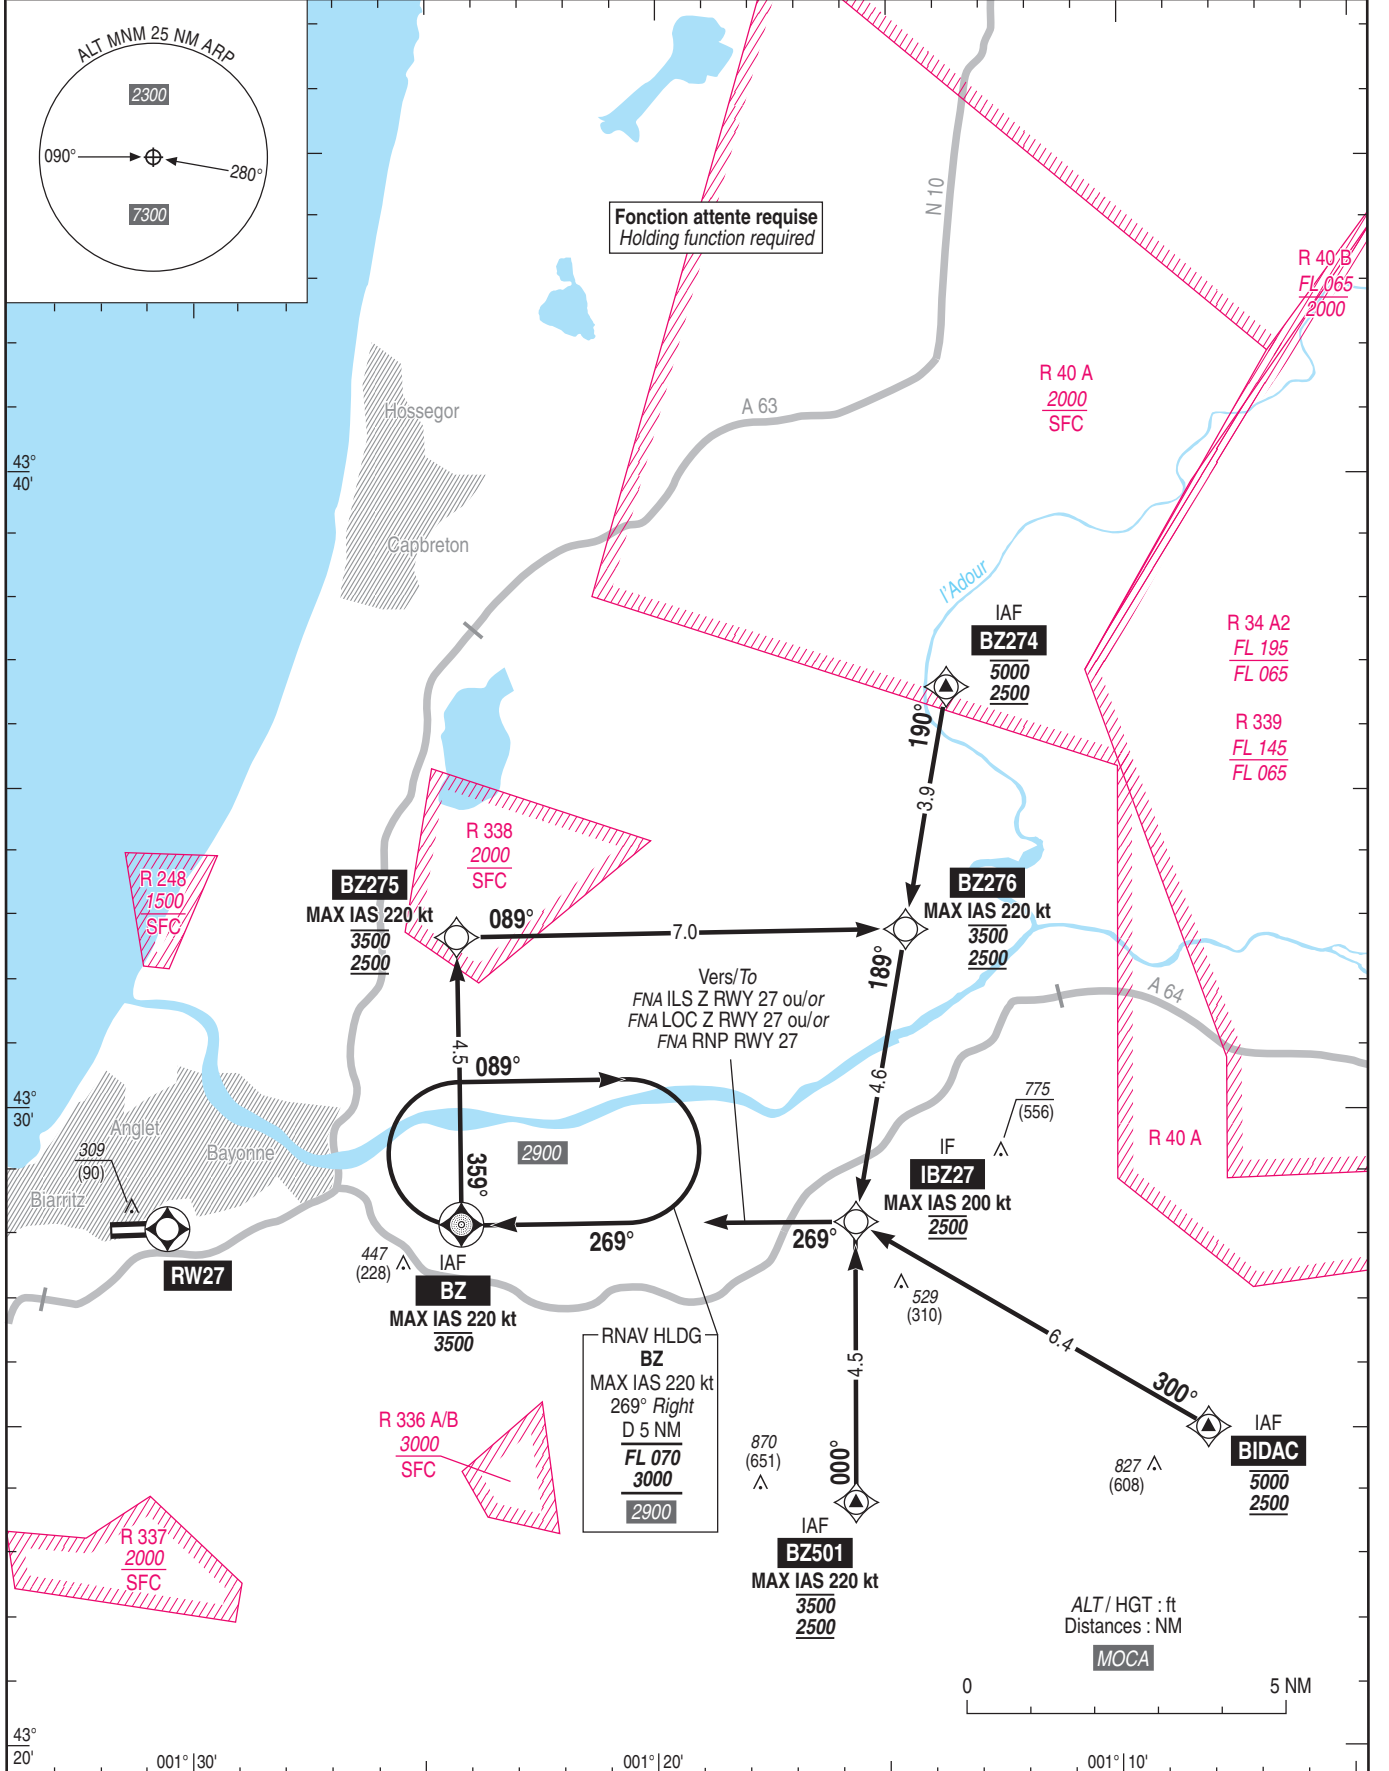 ALT MNM 25 NM ARP
2300
090°
280°
7300
Fonction attente requise
Holding function required
N 10
R 40 B
FL 065
2000
R 40 A
2000
SFC
Hossegor
A 63
43°
40'
Capbreton
l'Adour
IAF
BZ274
5000
2500
R 34 A2
FL 195
FL 065
190°
R 339
FL 145
FL 065
3.9
R 338
2000
SFC
R 248
1500
SFC
BZ275
MAX IAS 220 kt
3500
2500
089°
7.0
BZ276
MAX IAS 220 kt
3500
2500
189°
Vers/To
FNA ILS Z RWY 27 ou/or
FNA LOC Z RWY 27 ou/or
FNA RNP RWY 27
A 64
4.5
089°
4.6
775
(556)
43°
30'
Anglet
309
(90)
Bayonne
2900
R 40 A
359°
IF
IBZ27
MAX IAS 200 kt
2500
Biarritz
269°
269°
RW27
447
(228)
IAF
BZ
MAX IAS 220 kt
3500
529
(310)
RNAV HLDG
BZ
MAX IAS 220 kt
269° Right
D 5 NM
FL 070
3000
2900
4.5
6.4
300°
R 336 A/B
3000
SFC
870
(651)
000°
IAF
BIDAC
5000
2500
827
(608)
IAF
BZ501
MAX IAS 220 kt
3500
2500
R 337
2000
SFC
ALT / HGT : ft
Distances : NM
MOCA
0
5 NM
43°
20'
001° 30'
001° 20'
001° 10'